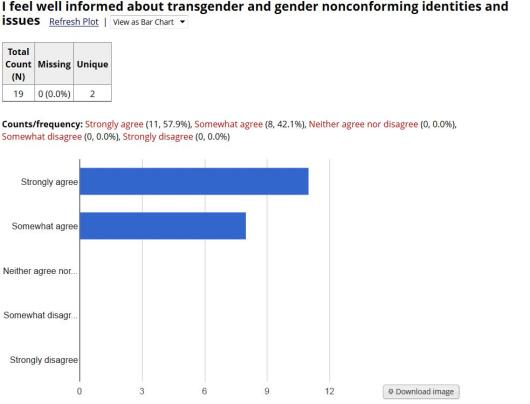 I feel well informed about transgender and gender nonconforming identities and
issues Refresh Plot | View as Bar Chart
Total Count (N) Missing Unique
19 0 (0.0%) 2
Counts/frequency: Strongly agree (11, 57.9%), Somewhat agree (8, 42.1%), Neither agree nor disagree (0, 0.0%),
Somewhat disagree (0, 0.0%), Strongly disagree (0, 0.0%)
Strongly agree
Somewhat agree
Neither agree nor...
Somewhat disagr...
Strongly disagree
0 3 6 9 12
Download image